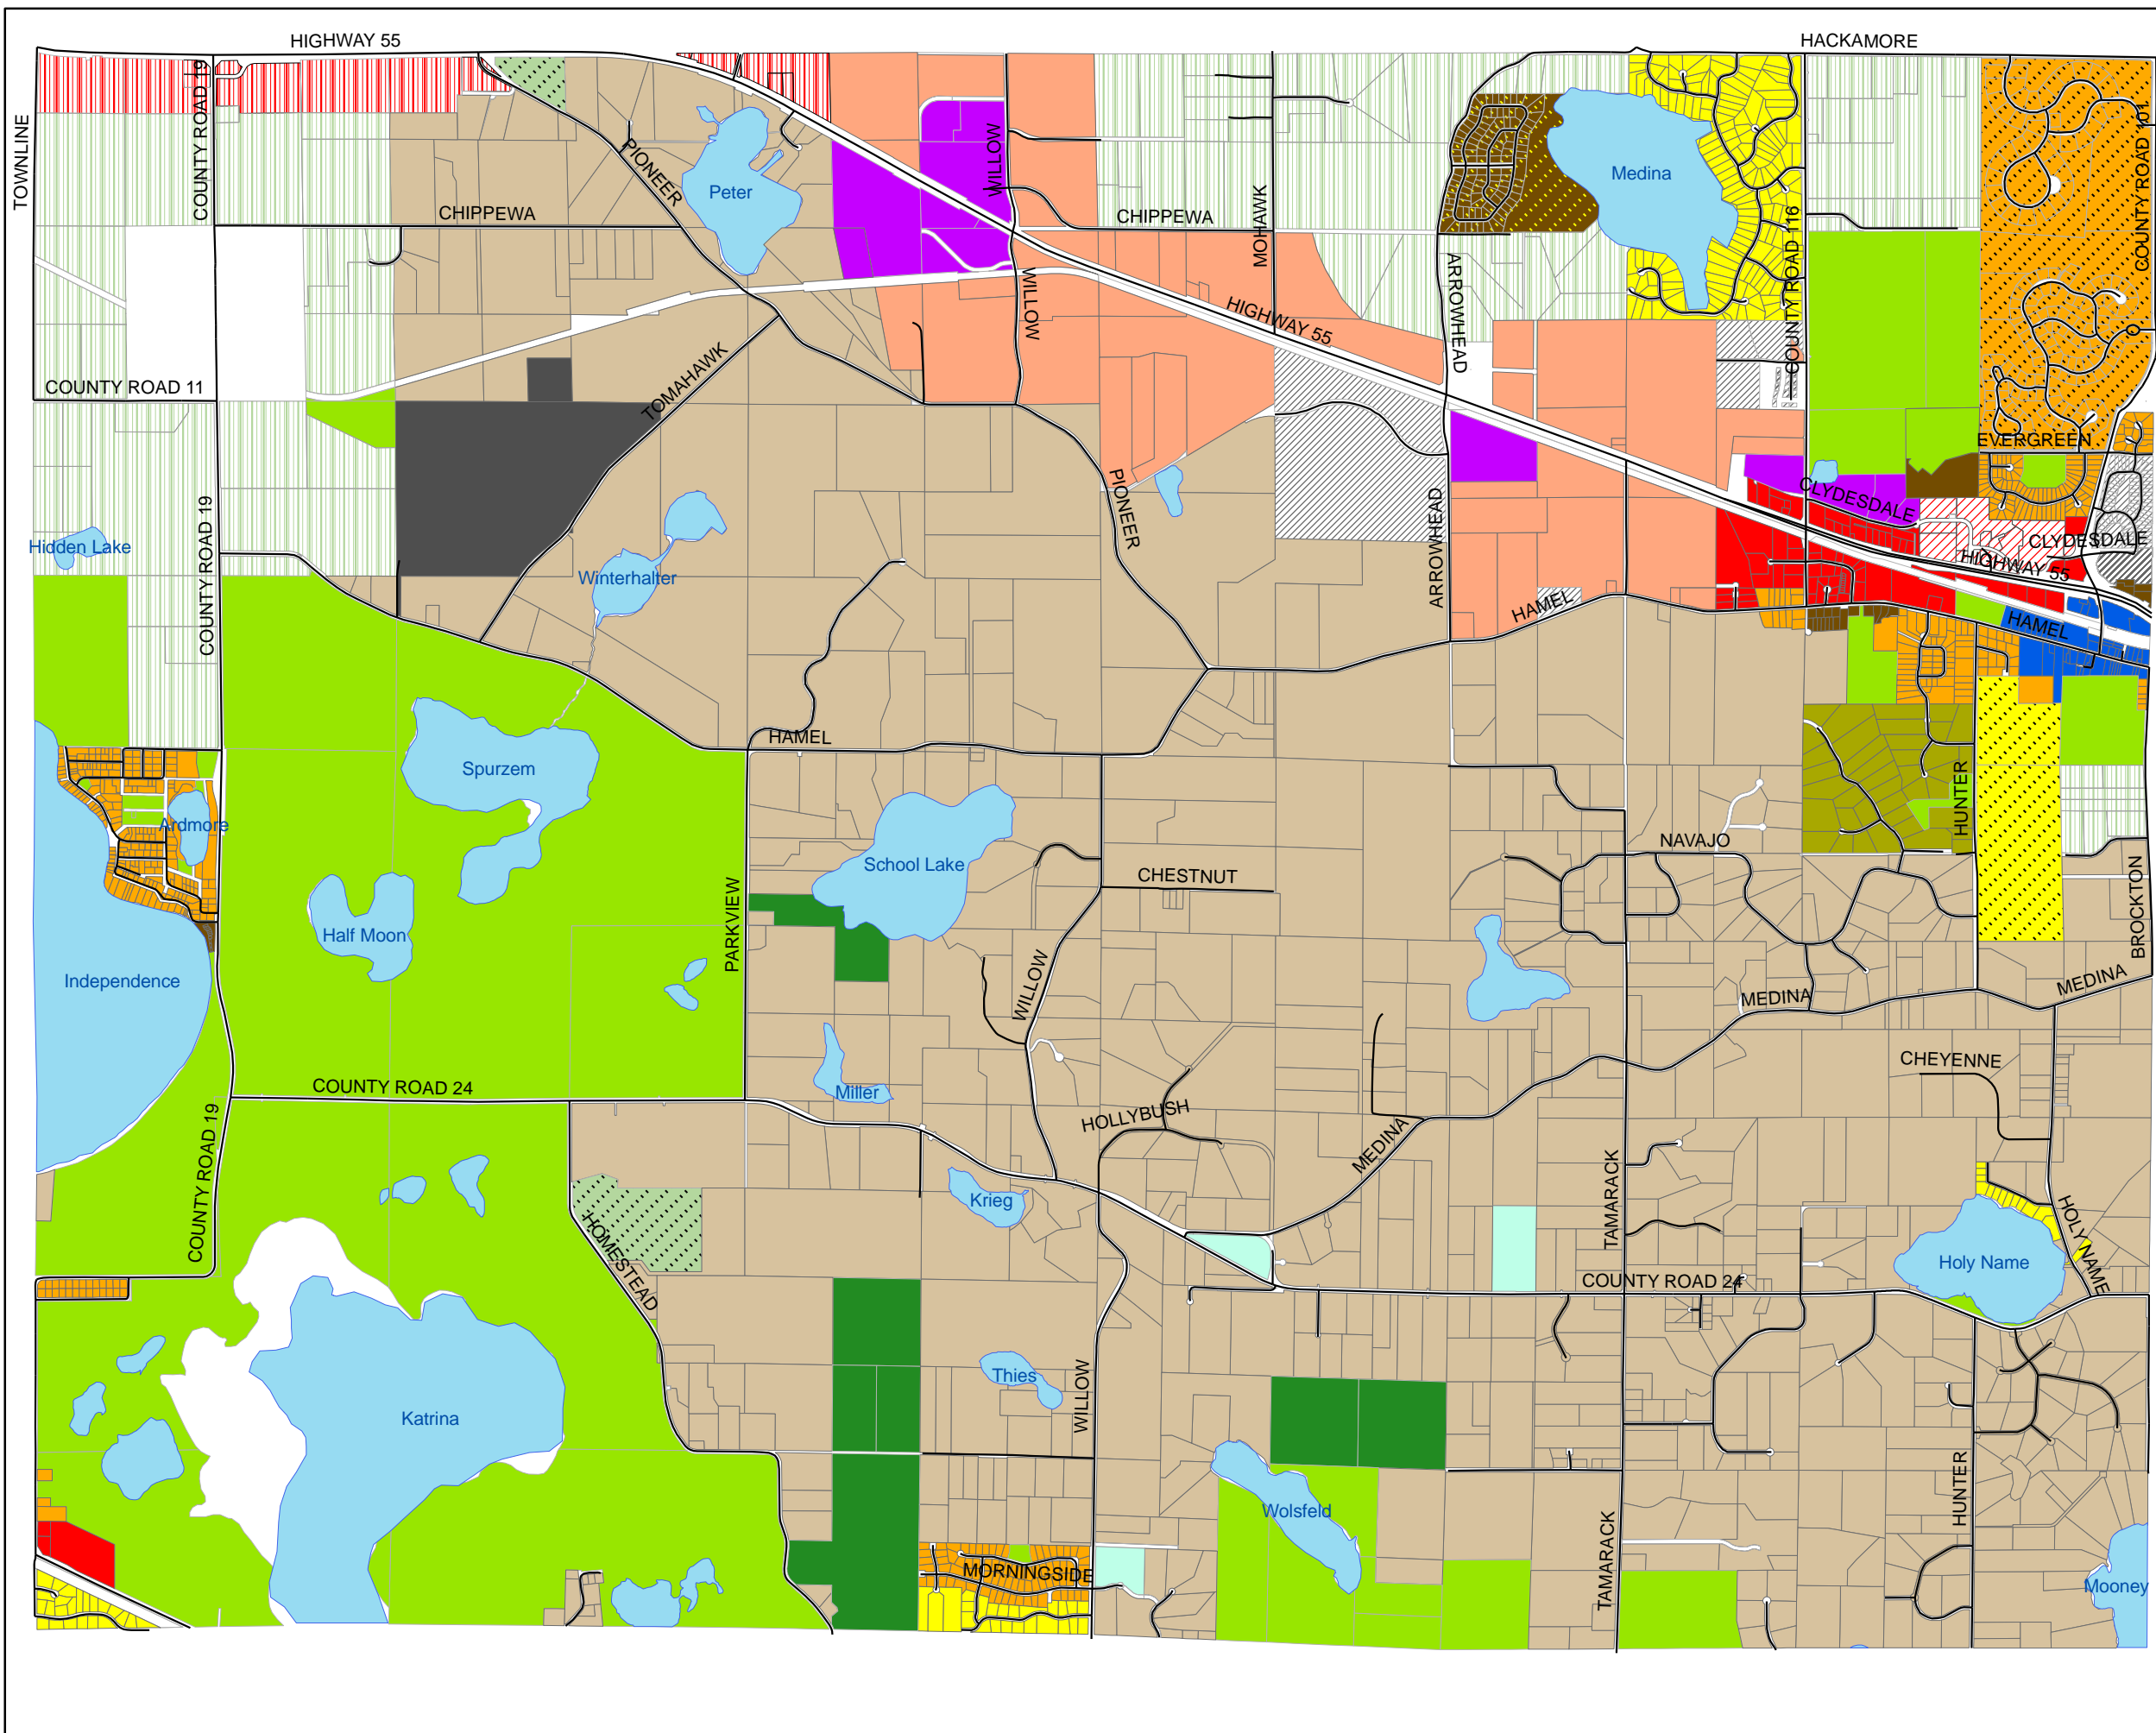 HIGHWAY 55
HACKAMORE
TOWNLINE
COUNTY ROAD 19
PIONEER
Peter
WILLOW
Medina
COUNTY ROAD 101
CHIPPEWA
CHIPPEWA
MOHAWK
COUNTY ROAD 116
WILLOW
HIGHWAY 55
ARROWHEAD
O
COUNTY ROAD 11
TOMAHAWK
EVERGREEN
PIONEER
CLYDESDALE
COUNTY ROAD 19
ARROWHEAD
CLYDESDALE
Hidden Lake
Winterhalter
HIGHWAY 55
HAMEL
HAMEL
HAMEL
Spurzem
HUNTER
Ardmore
NAVAJO
School Lake
CHESTNUT
PARKVIEW
BROCKTON
Half Moon
WILLOW
Independence
MEDINA
MEDINA
CHEYENNE
COUNTY ROAD 24
Miller
HOLLYBUSH
COUNTY ROAD 19
MEDINA
TAMARACK
Krieg
HOMESTEAD
HOLY NAME
Holy Name
COUNTY ROAD 24
Thies
WILLOW
Katrina
HUNTER
Wolsfeld
TAMARACK
MORNINGSIDE
Mooney